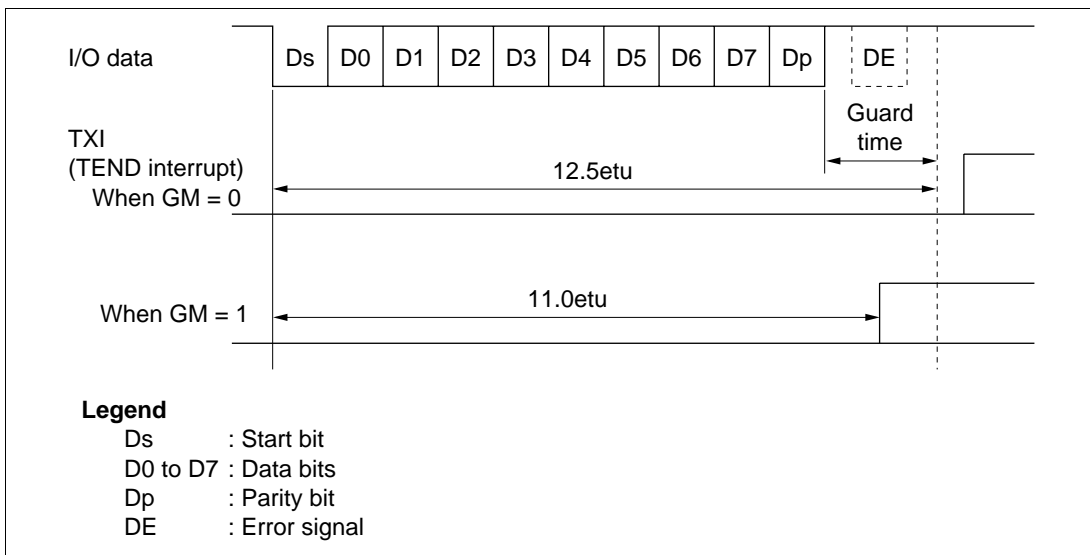 I/O data
Ds D0 D1 D2 D3 D4 D5 D6 D7 Dp DE
Guard
time
TXI
(TEND interrupt)
When GM = 0
12.5etu
When GM = 1
11.0etu
Legend
Ds : Start bit
D0 to D7 : Data bits
Dp : Parity bit
DE : Error signal